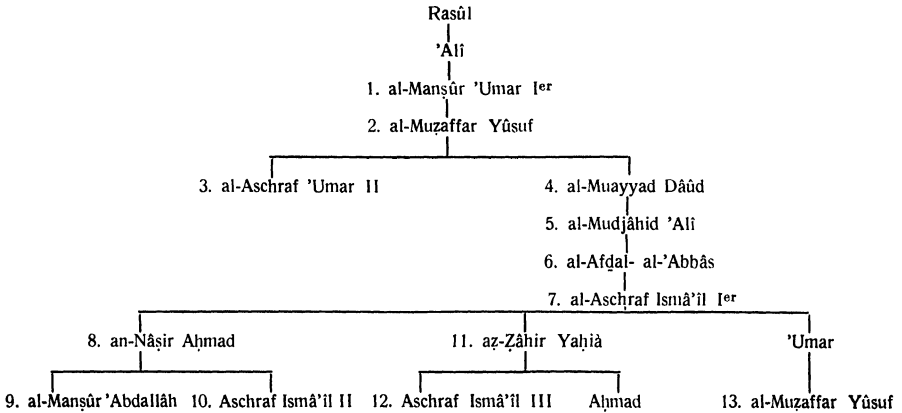 Rasûl
'Alî
1. al-Manṣûr 'Umar Iᵉʳ
2. al-Muẓaffar Yûsuf
3. al-Aschraf 'Umar II 4. al-Muayyad Dâûd
5. al-Mudjâhid 'Alî
6. al-Afḍal- al-'Abbâs
7. al-Aschraf Ismâ'îl Iᵉʳ
8. an-Nâṣir Aḥmad 11. aẓ-Ẓâhir Yaḥià 'Umar
9. al-Manṣûr 'Abdallâh 10. Aschraf Ismâ'îl II 12. Aschraf Ismâ'îl III Aḥmad 13. al-Muẓaffar Yûsuf